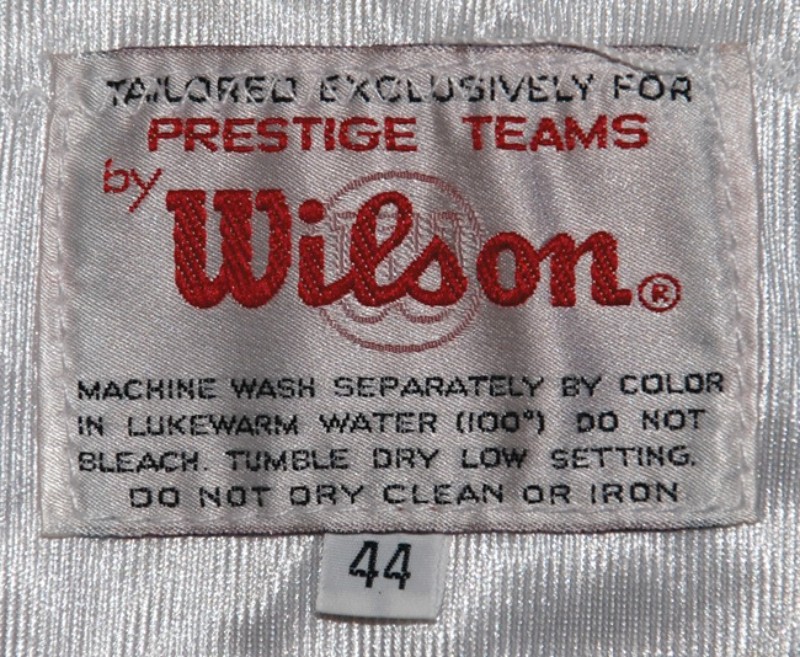 TAILORED EXCLUSIVELY FOR
PRESTIGE TEAMS
by
Wilson®
MACHINE WASH SEPARATELY BY COLOR
IN LUKEWARM WATER (100°) DO NOT
BLEACH. TUMBLE DRY LOW SETTING.
DO NOT DRY CLEAN OR IRON
44